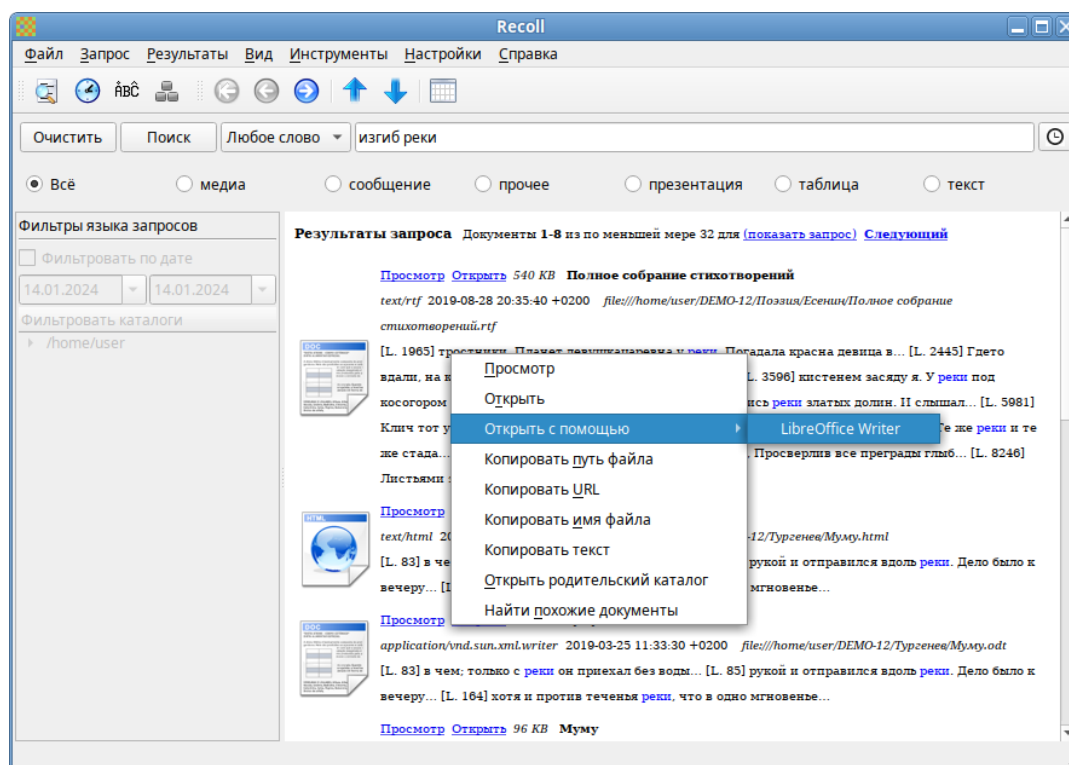 Recoll
Файл Запрос Результаты Вид Инструменты Настройки Справка
ÅBĈ
Очистить Поиск Любое слово изгиб реки
Всё медиа сообщение прочее презентация таблица текст
Фильтры языка запросов
Фильтровать по дате
14.01.2024 14.01.2024
Фильтровать каталоги
/home/user
Результаты запроса Документы 1-8 из по меньшей мере 32 для (показать запрос) Следующий
Просмотр Открыть 540 KB Полное собрание стихотворений
text/rtf 2019-08-28 20:35:40 +0200 file:///home/user/DEMO-12/Поэзия/Есенин/Полное собрание
стихотворений.rtf
DOC
[L. 1965] тростники. Планет девушкацаревна у реки. Погадала красна девица в... [L. 2445] Гдето
вдали, на L. 3596] кистенем засяду я. У реки под
косогором реки златых долин. И слышал... [L. 5981]
Клич тот же реки и те
же стада... Просверлив все преграды глыб... [L. 8246]
Листьями
Просмотр
Открыть
Открыть с помощью
LibreOffice Writer
Копировать путь файла
Копировать URL
Копировать имя файла
Копировать текст
Открыть родительский каталог
Найти похожие документы
HTML
Просмотр
text/html -12/Тургенев/Муму.html
[L. 83] в рукой и отправился вдоль реки. Дело было к
вечеру... мгновенье...
DOC
Просмотр
application/vnd.sun.xml.writer 2019-03-25 11:33:30 +0200 file:///home/user/DEMO-12/Тургенев/Муму.odt
[L. 83] в чем; только с реки он приехал без воды... [L. 85] рукой и отправился вдоль реки. Дело было к
вечеру... [L. 164] хотя и против теченья реки, что в одно мгновенье...
Просмотр Открыть 96 KB Муму